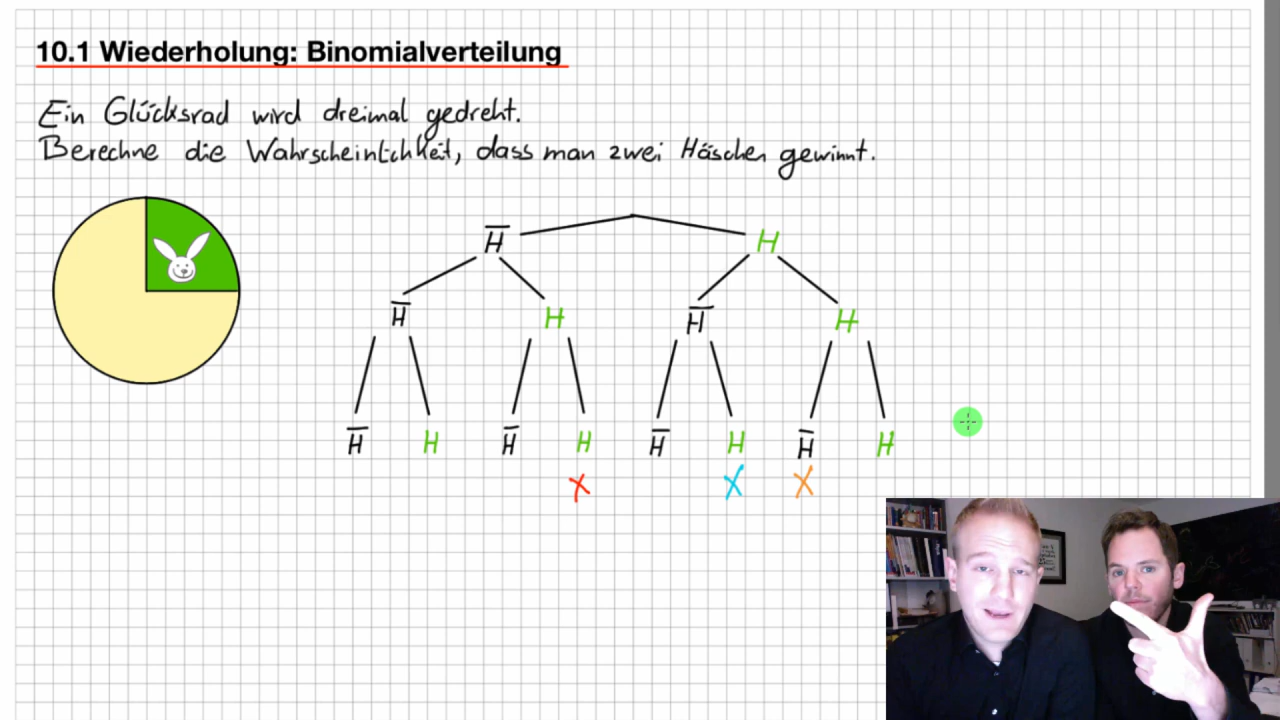 10.1 Wiederholung: Binomialverteilung
Ein Glücksrad wird dreimal gedreht.
Berechne die Wahrscheinlichkeit, dass man zwei Häschen gewinnt.
H̅ H
H̅ H H̅ H
H̅ H H̅ H H̅ H H̅ H
X X X